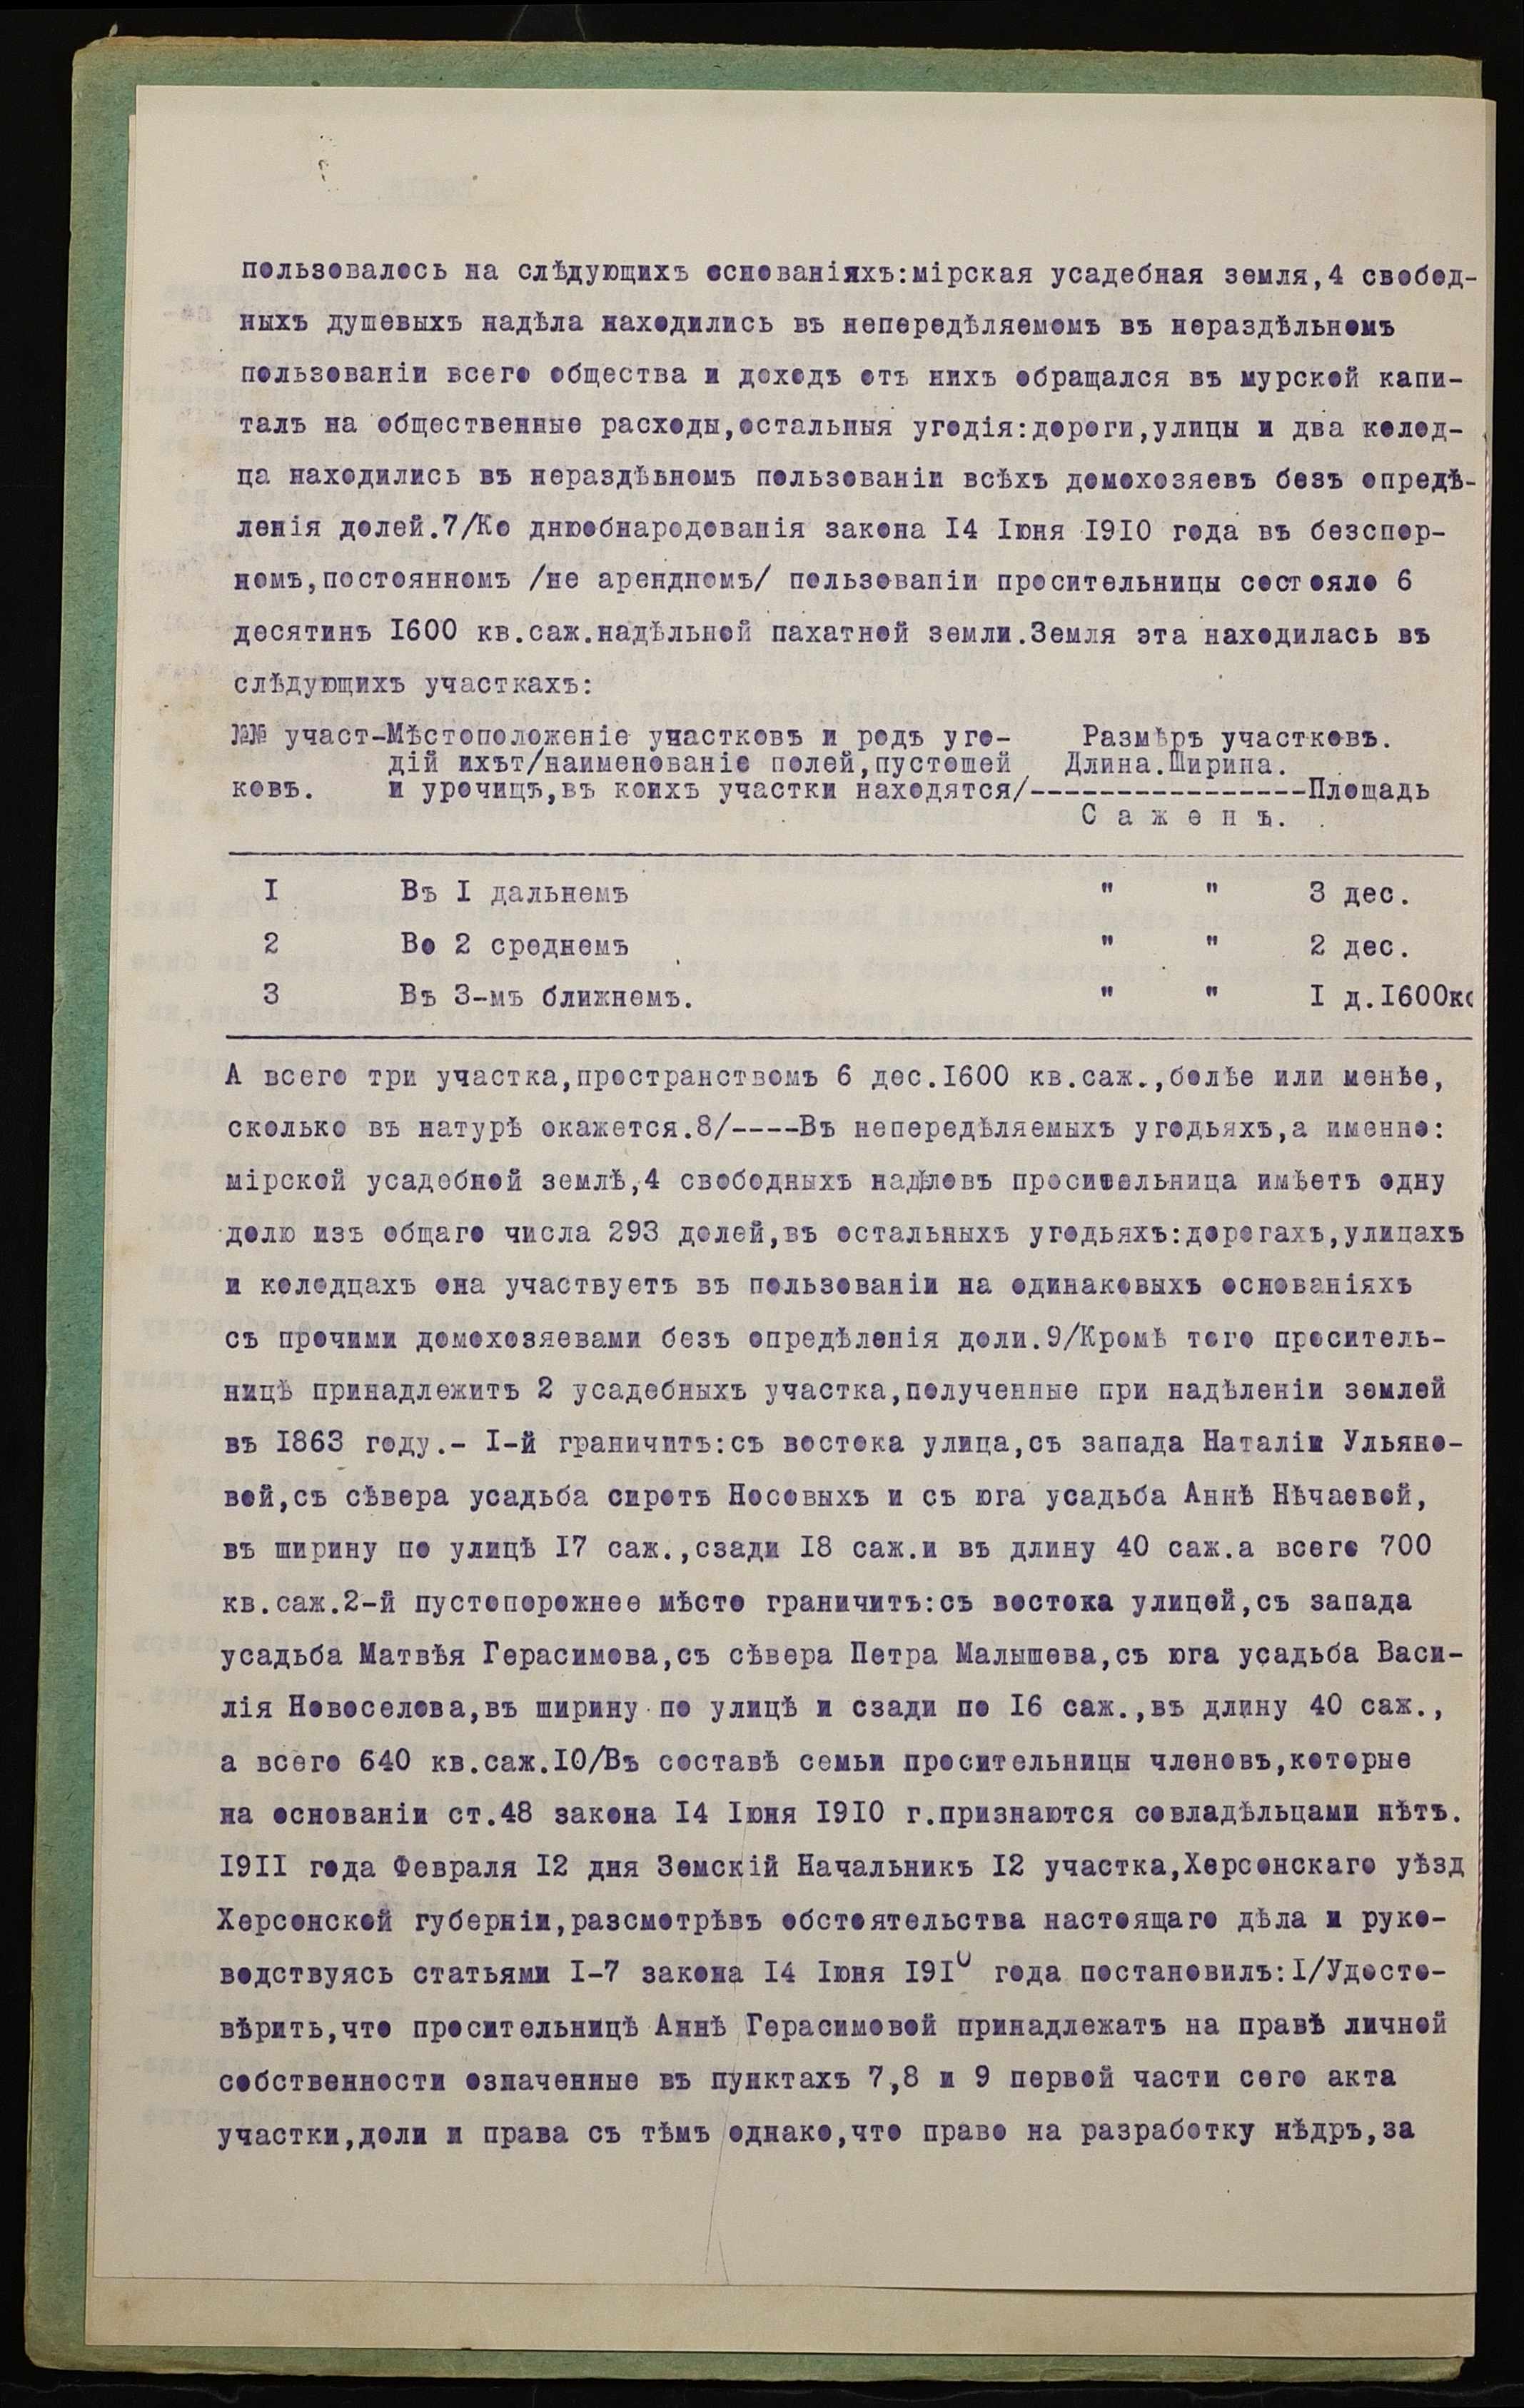 пользовалось на слѣдующихъ основаніяхъ:мірская усадебная земля,4 свобод-
ныхъ душевыхъ надѣла находились въ непередѣляемомъ въ нераздѣльномъ
пользованіи всего общества и доходъ отъ нихъ обращался въ мурской капи-
талъ на общественные расходы,остальныя угодія:дороги,улицы и два колод-
ца находились въ нераздѣьномъ пользованіи всѣхъ домохозяевъ безъ опредѣ-
ленія долей.7/Ко днюобнародованія закона I4 Iюня I9I0 года въ безспор-
номъ,постоянномъ /не арендномъ/ пользованіи просительницы состояло 6
десятинъ I600 кв.саж.надѣльной пахатной земли.Земля эта находилась въ
слѣдующихъ участкахъ:
№№ участ-Мѣстоположеніе участковъ и родъ уго- Размѣръ участковъ.
дій ихът/наименованіе полей,пустошей Длина.Ширина.
ковъ. и урочищъ,въ коихъ участки находятся/----------------Площадь
С а ж е н ъ.
I Въ I дальнемъ " " 3 дес.
2 Во 2 среднемъ " " 2 дес.
3 Въ 3-мъ ближнемъ. " " I д.I600кс
А всего три участка,пространствомъ 6 дес.I600 кв.саж.,болѣе или менѣе,
сколько въ натурѣ окажется.8/----Въ непередѣляемыхъ угодьяхъ,а именно:
мірской усадебной землѣ,4 свободныхъ надѣловъ просительница имѣетъ одну
долю изъ общаго числа 293 долей,въ остальныхъ угодьяхъ:дорогахъ,улицахъ
и колодцахъ она участвуетъ въ пользованіи на одинаковыхъ основаніяхъ
съ прочими домохозяевами безъ опредѣленія доли.9/Кромѣ того проситель-
ницѣ принадлежитъ 2 усадебныхъ участка,полученные при надѣленіи землей
въ I863 году.- I-й граничитъ:съ востока улица,съ запада Наталіи Ульяно-
вой,съ сѣвера усадьба сиротъ Носовыхъ и съ юга усадьба Аннѣ Нѣчаевой,
въ ширину по улицѣ I7 саж.,сзади I8 саж.и въ длину 40 саж.а всего 700
кв.саж.2-й пустопорожнее мѣсто граничитъ:съ востока улицей,съ запада
усадьба Матвѣя Герасимова,съ сѣвера Петра Малышева,съ юга усадьба Васи-
лія Новоселова,въ ширину по улицѣ и сзади по I6 саж.,въ длину 40 саж.,
а всего 640 кв.саж.I0/Въ составѣ семьи просительницы членовъ,которые
на основаніи ст.48 закона I4 Iюня I9I0 г.признаются совладѣльцами нѣтъ.
I9II года Февраля I2 дня Земскій Начальникъ I2 участка,Херсонскаго уѣзд
Херсонской губерніи,разсмотрѣвъ обстоятельства настоящаго дѣла и руко-
водствуясь статьями I-7 закона I4 Iюня I9I0 года постановилъ:I/Удосто-
вѣрить,что просительницѣ Аннѣ Герасимовой принадлежатъ на правѣ личной
собственности означенные въ пунктахъ 7,8 и 9 первой части сего акта
участки,доли и права съ тѣмъ однако,что право на разработку нѣдръ,за